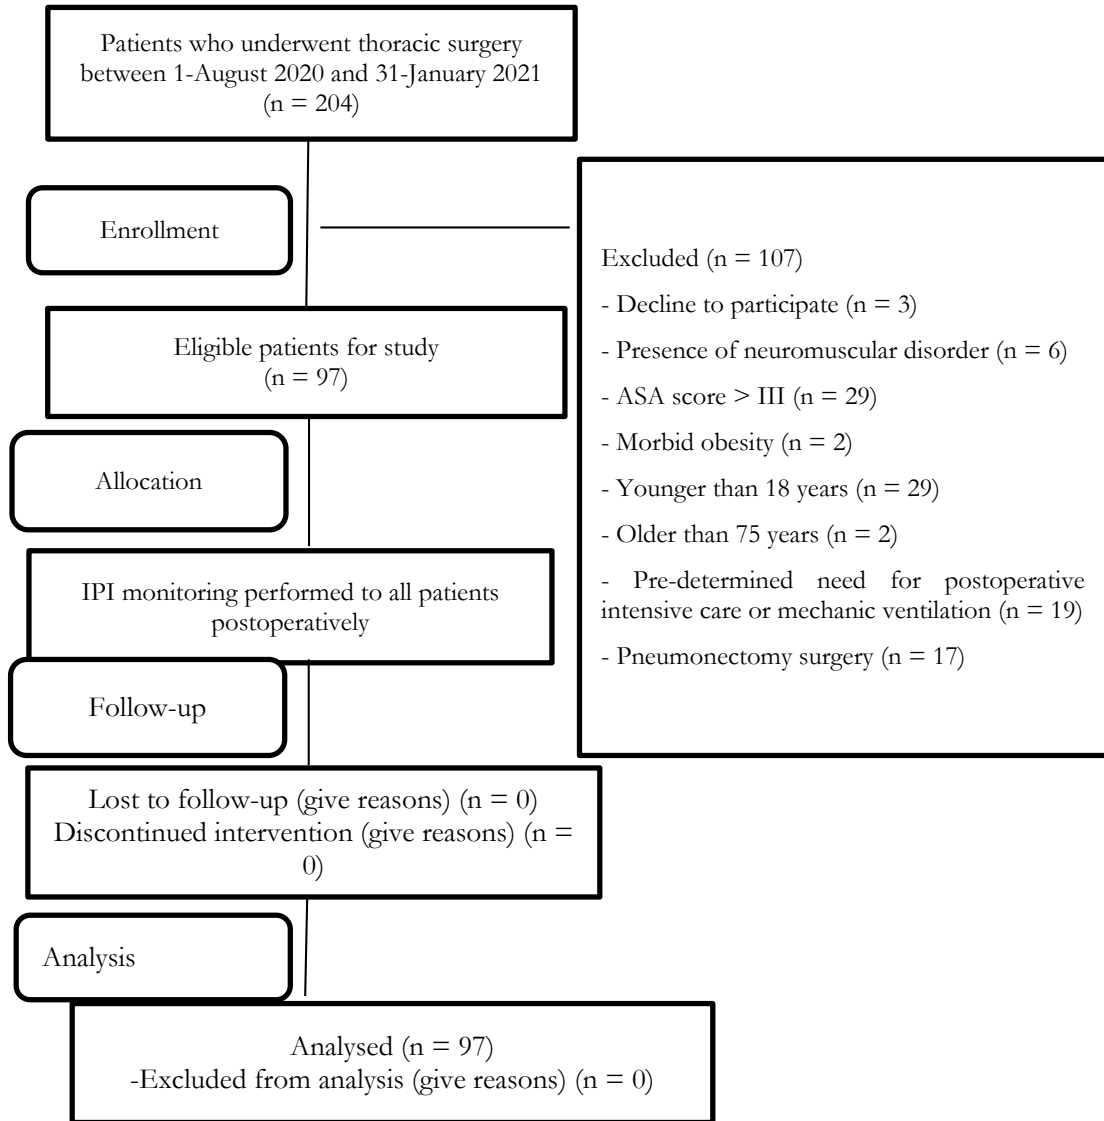 Patients who underwent thoracic surgery
between 1-August 2020 and 31-January 2021
(n = 204)
Enrollment
Excluded (n = 107)
- Decline to participate (n = 3)
- Presence of neuromuscular disorder (n = 6)
- ASA score > III (n = 29)
- Morbid obesity (n = 2)
- Younger than 18 years (n = 29)
- Older than 75 years (n = 2)
- Pre-determined need for postoperative
intensive care or mechanic ventilation (n = 19)
- Pneumonectomy surgery (n = 17)
Eligible patients for study
(n = 97)
Allocation
IPI monitoring performed to all patients
postoperatively
Follow-up
Lost to follow-up (give reasons) (n = 0)
Discontinued intervention (give reasons) (n =
0)
Analysis
Analysed (n = 97)
-Excluded from analysis (give reasons) (n = 0)